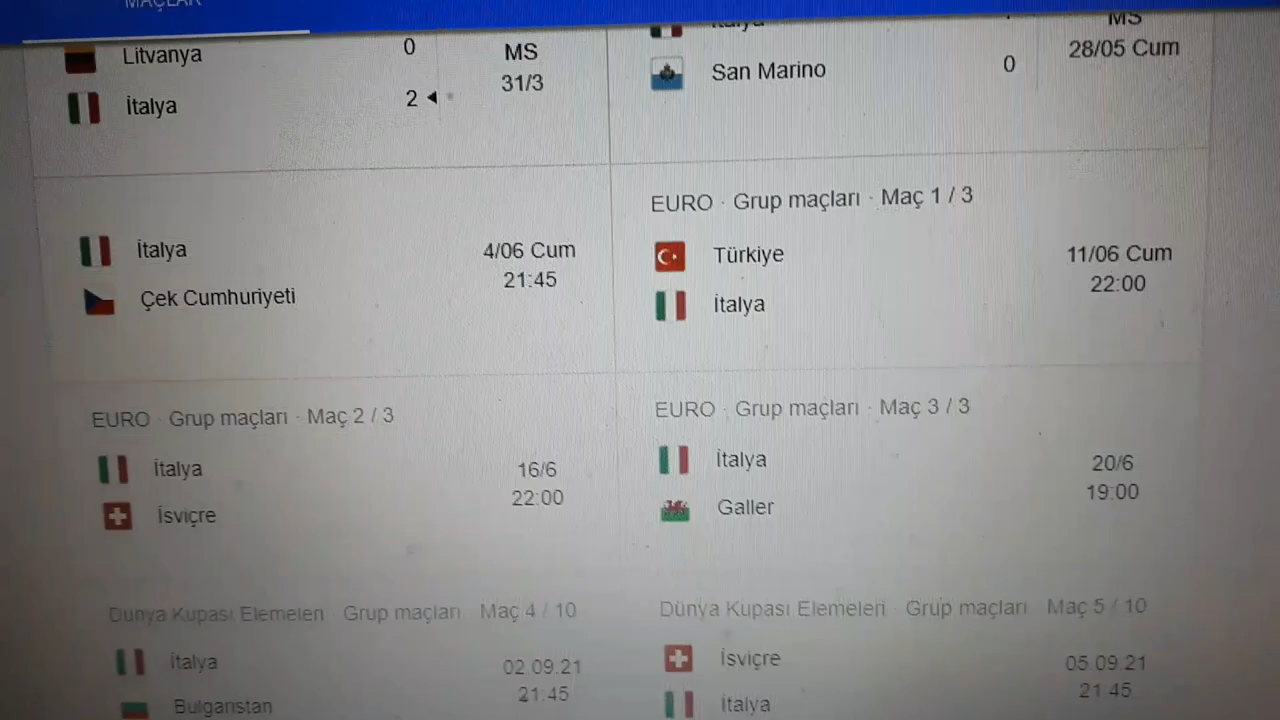 MAÇLAR
Litvanya 0
İtalya 2
MS
31/3
İtalya
San Marino 0
MS
28/05 Cum
İtalya
Çek Cumhuriyeti
4/06 Cum
21:45
EURO · Grup maçları · Maç 1 / 3
Türkiye
İtalya
11/06 Cum
22:00
EURO · Grup maçları · Maç 2 / 3
İtalya
İsviçre
16/6
22:00
EURO · Grup maçları · Maç 3 / 3
İtalya
Galler
20/6
19:00
Dünya Kupası Elemeleri Grup maçları Maç 4 / 10
İtalya
Bulgaristan
02.09.21
21:45
Dünya Kupası Elemeleri · Grup maçları Maç 5 / 10
İsviçre
İtalya
05.09.21
21:45